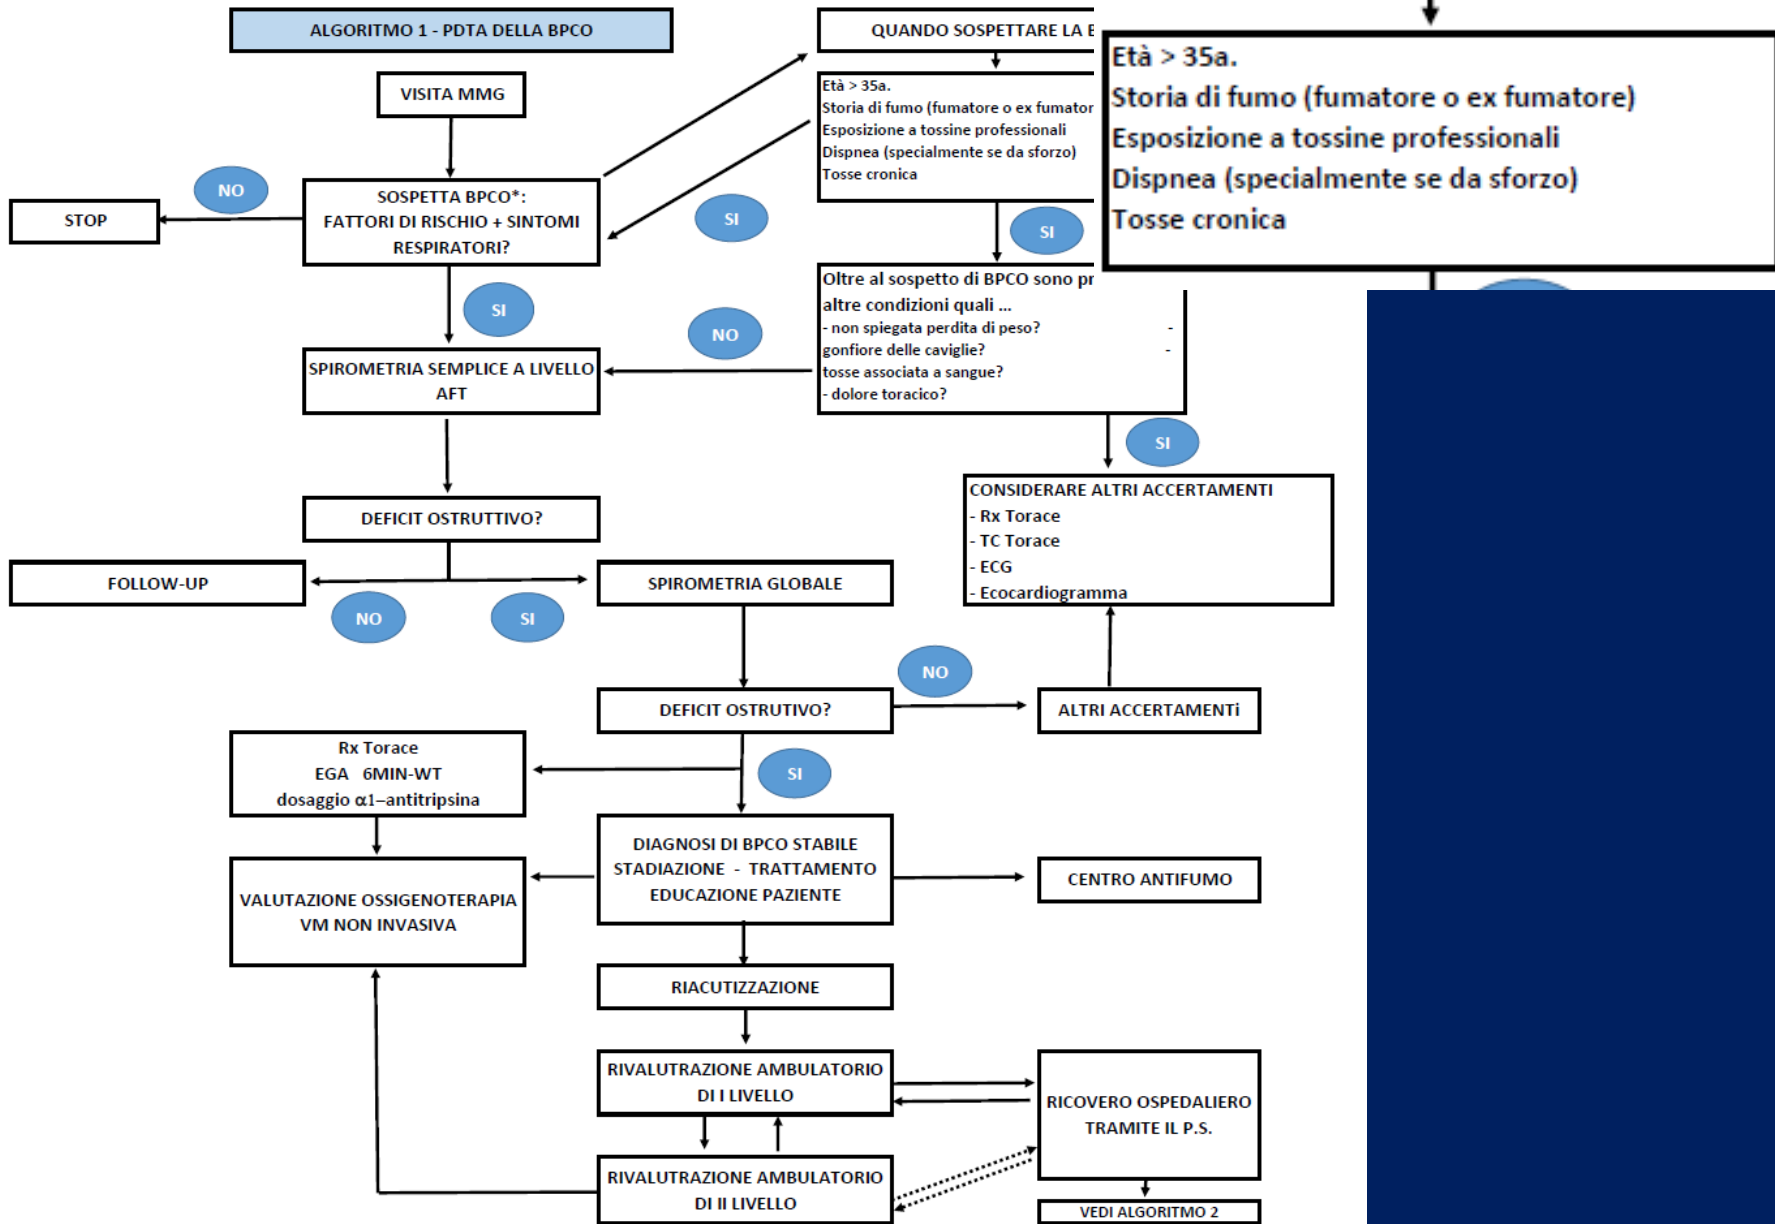 ALGORITMO 1 - PDTA DELLA BPCO
QUANDO SOSPETTARE LA
VISITA MMG
Età > 35a.
Storia di fumo (fumatore o ex
Esposizione a tossine professionali
Dispnea (specialmente se da sforzo)
Tosse cronica
Età > 35a.
Storia di fumo (fumatore o ex fumatore)
Esposizione a tossine professionali
Dispnea (specialmente se da sforzo)
Tosse cronica
NO
STOP
SOSPETTA BPCO*:
FATTORI DI RISCHIO + SINTOMI
RESPIRATORI?
SI
SI
SI
Oltre al sospetto di BPCO sono
altre condizioni quali ...
- non spiegata perdita di peso? -
gonfiore delle caviglie? -
tosse associata a sangue?
- dolore toracico?
NO
SPIROMETRIA SEMPLICE A LIVELLO
AFT
SI
CONSIDERARE ALTRI ACCERTAMENTI
- Rx Torace
- TC Torace
- ECG
- Ecocardiogramma
DEFICIT OSTRUTTIVO?
FOLLOW-UP
SPIROMETRIA GLOBALE
NO
SI
NO
DEFICIT OSTRUTIVO?
ALTRI ACCERTAMENTi
Rx Torace
EGA 6MIN-WT
dosaggio α1–antitripsina
SI
DIAGNOSI DI BPCO STABILE
STADIAZIONE - TRATTAMENTO
EDUCAZIONE PAZIENTE
VALUTAZIONE OSSIGENOTERAPIA
VM NON INVASIVA
CENTRO ANTIFUMO
RIACUTIZZAZIONE
RIVALUTRAZIONE AMBULATORIO
DI I LIVELLO
RICOVERO OSPEDALIERO
TRAMITE IL P.S.
RIVALUTRAZIONE AMBULATORIO
DI II LIVELLO
VEDI ALGORITMO 2